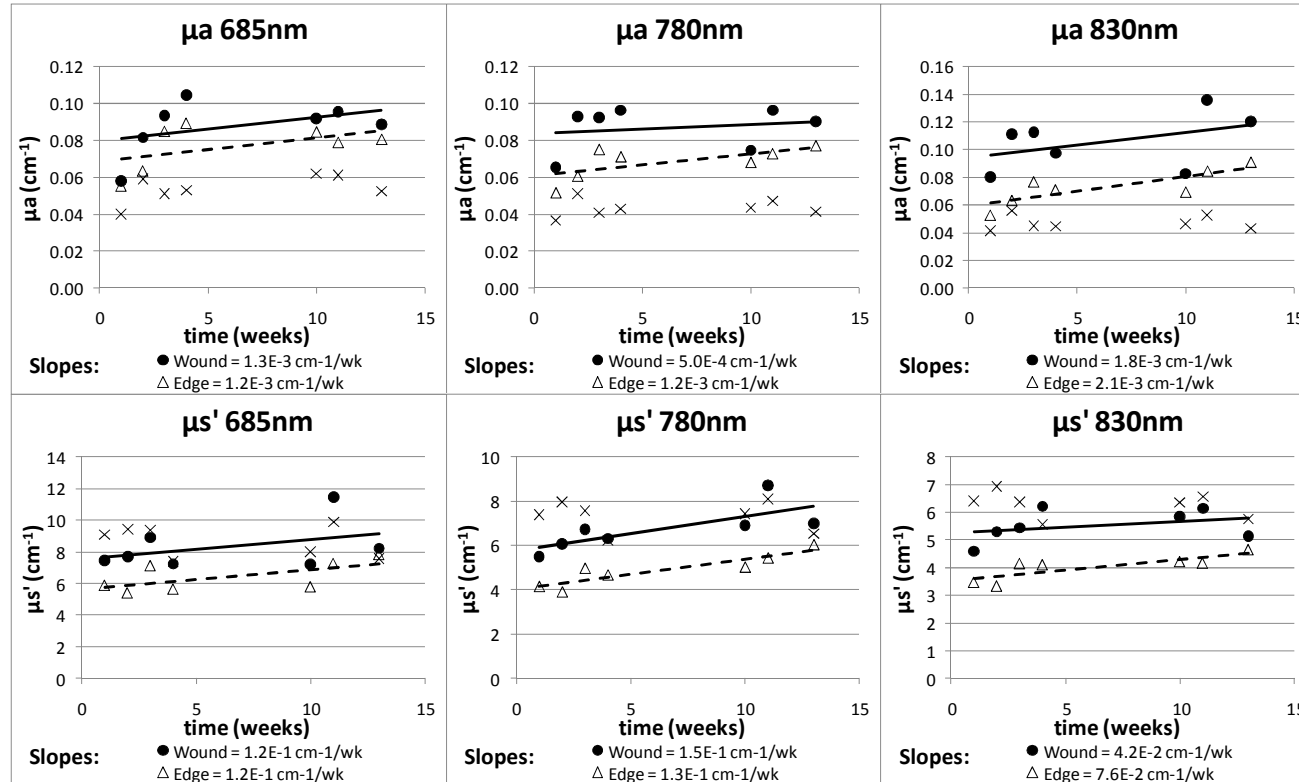 μa 685nm
0.12
0.10
0.08
0.06
0.04
0.02
0.00
μa (cm⁻¹)
0 5 10 15
time (weeks)
Slopes:
Wound = 1.3E-3 cm-1/wk
Edge = 1.2E-3 cm-1/wk
μa 780nm
0.12
0.10
0.08
0.06
0.04
0.02
0.00
μa (cm⁻¹)
0 5 10 15
time (weeks)
Slopes:
Wound = 5.0E-4 cm-1/wk
Edge = 1.2E-3 cm-1/wk
μa 830nm
0.16
0.14
0.12
0.10
0.08
0.06
0.04
0.02
0.00
μa (cm⁻¹)
0 5 10 15
time (weeks)
Slopes:
Wound = 1.8E-3 cm-1/wk
Edge = 2.1E-3 cm-1/wk
μs' 685nm
14
12
10
8
6
4
2
0
μs' (cm⁻¹)
0 5 10 15
time (weeks)
Slopes:
Wound = 1.2E-1 cm-1/wk
Edge = 1.2E-1 cm-1/wk
μs' 780nm
10
8
6
4
2
0
μs' (cm⁻¹)
0 5 10 15
time (weeks)
Slopes:
Wound = 1.5E-1 cm-1/wk
Edge = 1.3E-1 cm-1/wk
μs' 830nm
8
7
6
5
4
3
2
1
0
μs' (cm⁻¹)
0 5 10 15
time (weeks)
Slopes:
Wound = 4.2E-2 cm-1/wk
Edge = 7.6E-2 cm-1/wk